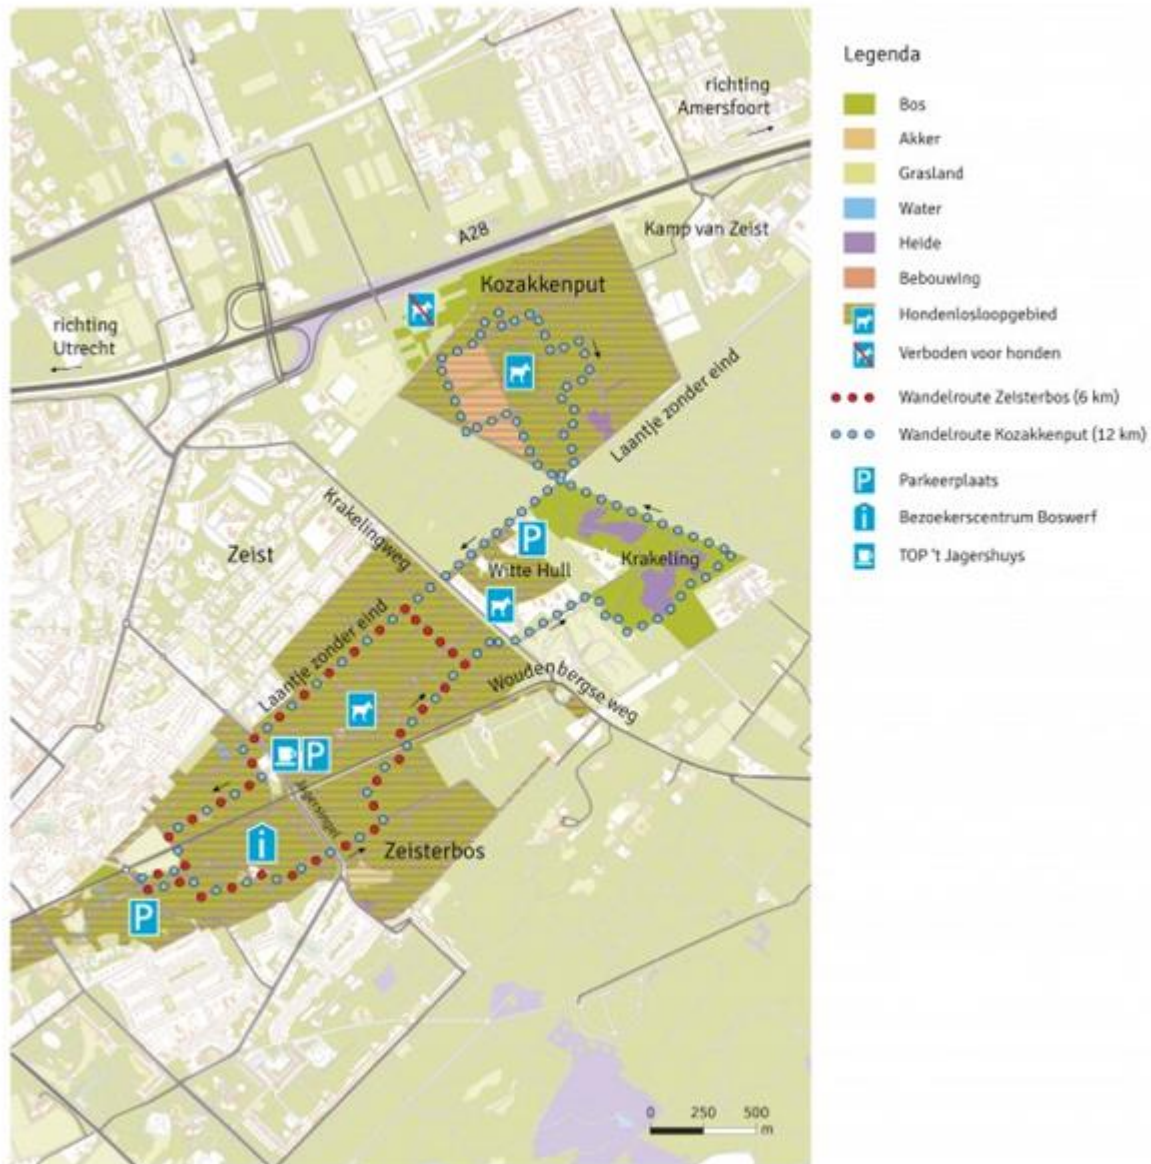 richting
Amersfoort
A28
Kamp van Zeist
Kozakkenput
richting
Utrecht
Laantje zonder eind
Krakelingweg
Zeist
Krakeling
Witte Hull
Laantje zonder eind
Woudenbergseweg
Jagersingel
Zeisterbos
0 250 500
m
P
P
P
i
Legenda
Bos
Akker
Grasland
Water
Heide
Bebouwing
Hondenlosloopgebied
Verboden voor honden
Wandelroute Zeisterbos (6 km)
Wandelroute Kozakkenput (12 km)
P Parkeerplaats
i Bezoekerscentrum Boswerf
TOP 't Jagershuys